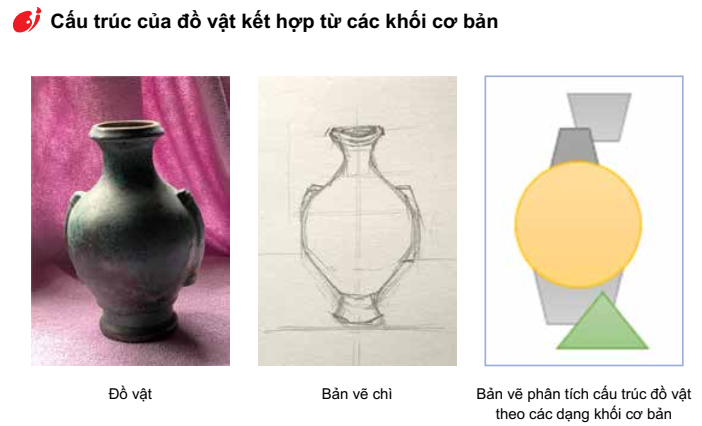 Cấu trúc của đồ vật kết hợp từ các khối cơ bản
Đồ vật
Bản vẽ chì
Bản vẽ phân tích cấu trúc đồ vật
theo các dạng khối cơ bản